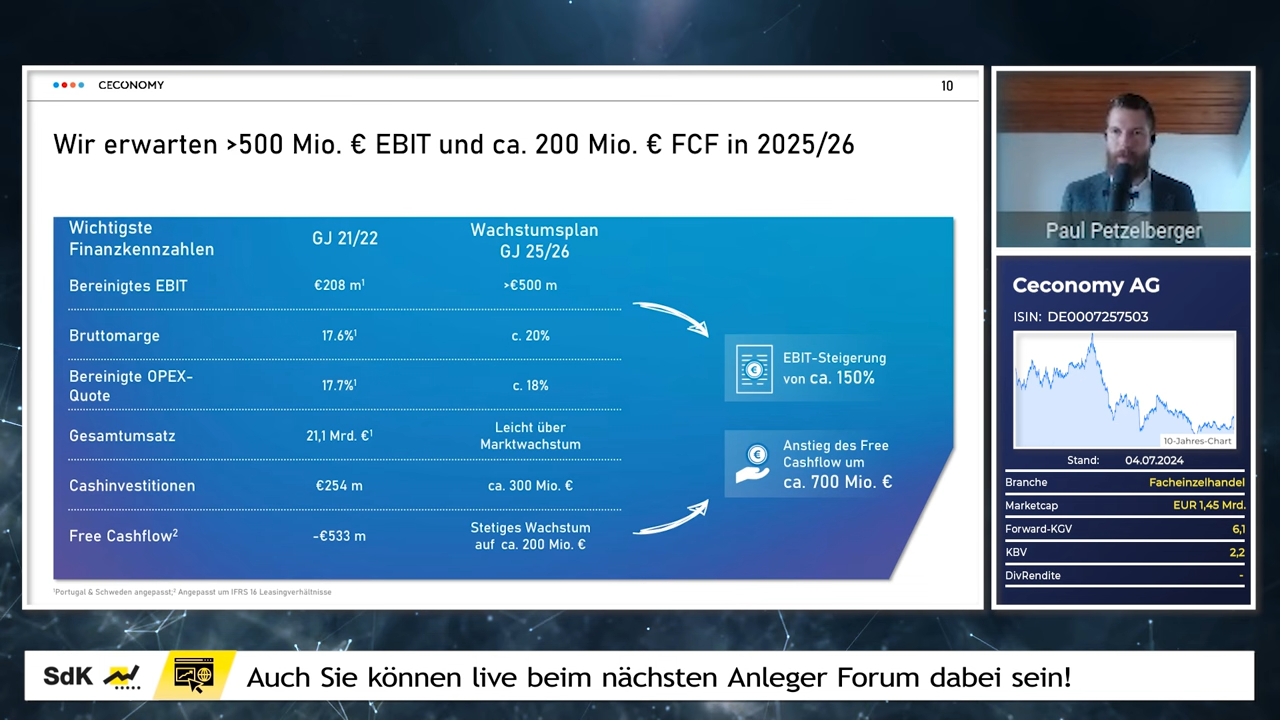 CECONOMY
10
Wir erwarten >500 Mio. € EBIT und ca. 200 Mio. € FCF in 2025/26
Wichtigste
Finanzkennzahlen
GJ 21/22
Wachstumsplan
GJ 25/26
Bereinigtes EBIT
€208 m¹
>€500 m
Bruttomarge
17.6%¹
c. 20%
Bereinigte OPEX-
Quote
17.7%¹
c. 18%
Gesamtumsatz
21,1 Mrd. €¹
Leicht über
Marktwachstum
Cashinvestitionen
€254 m
ca. 300 Mio. €
Free Cashflow²
-€533 m
Stetiges Wachstum
auf ca. 200 Mio. €
EBIT-Steigerung
von ca. 150%
Anstieg des Free
Cashflow um
ca. 700 Mio. €
¹Portugal & Schweden angepasst;² Angepasst um IFRS 16 Leasingverhältnisse
Paul Petzelberger
Ceconomy AG
ISIN: DE0007257503
10-Jahres-Chart
Stand: 04.07.2024
Branche Facheinzelhandel
Marketcap EUR 1,45 Mrd.
Forward-KGV 6,1
KBV 2,2
DivRendite -
SdK
Auch Sie können live beim nächsten Anleger Forum dabei sein!